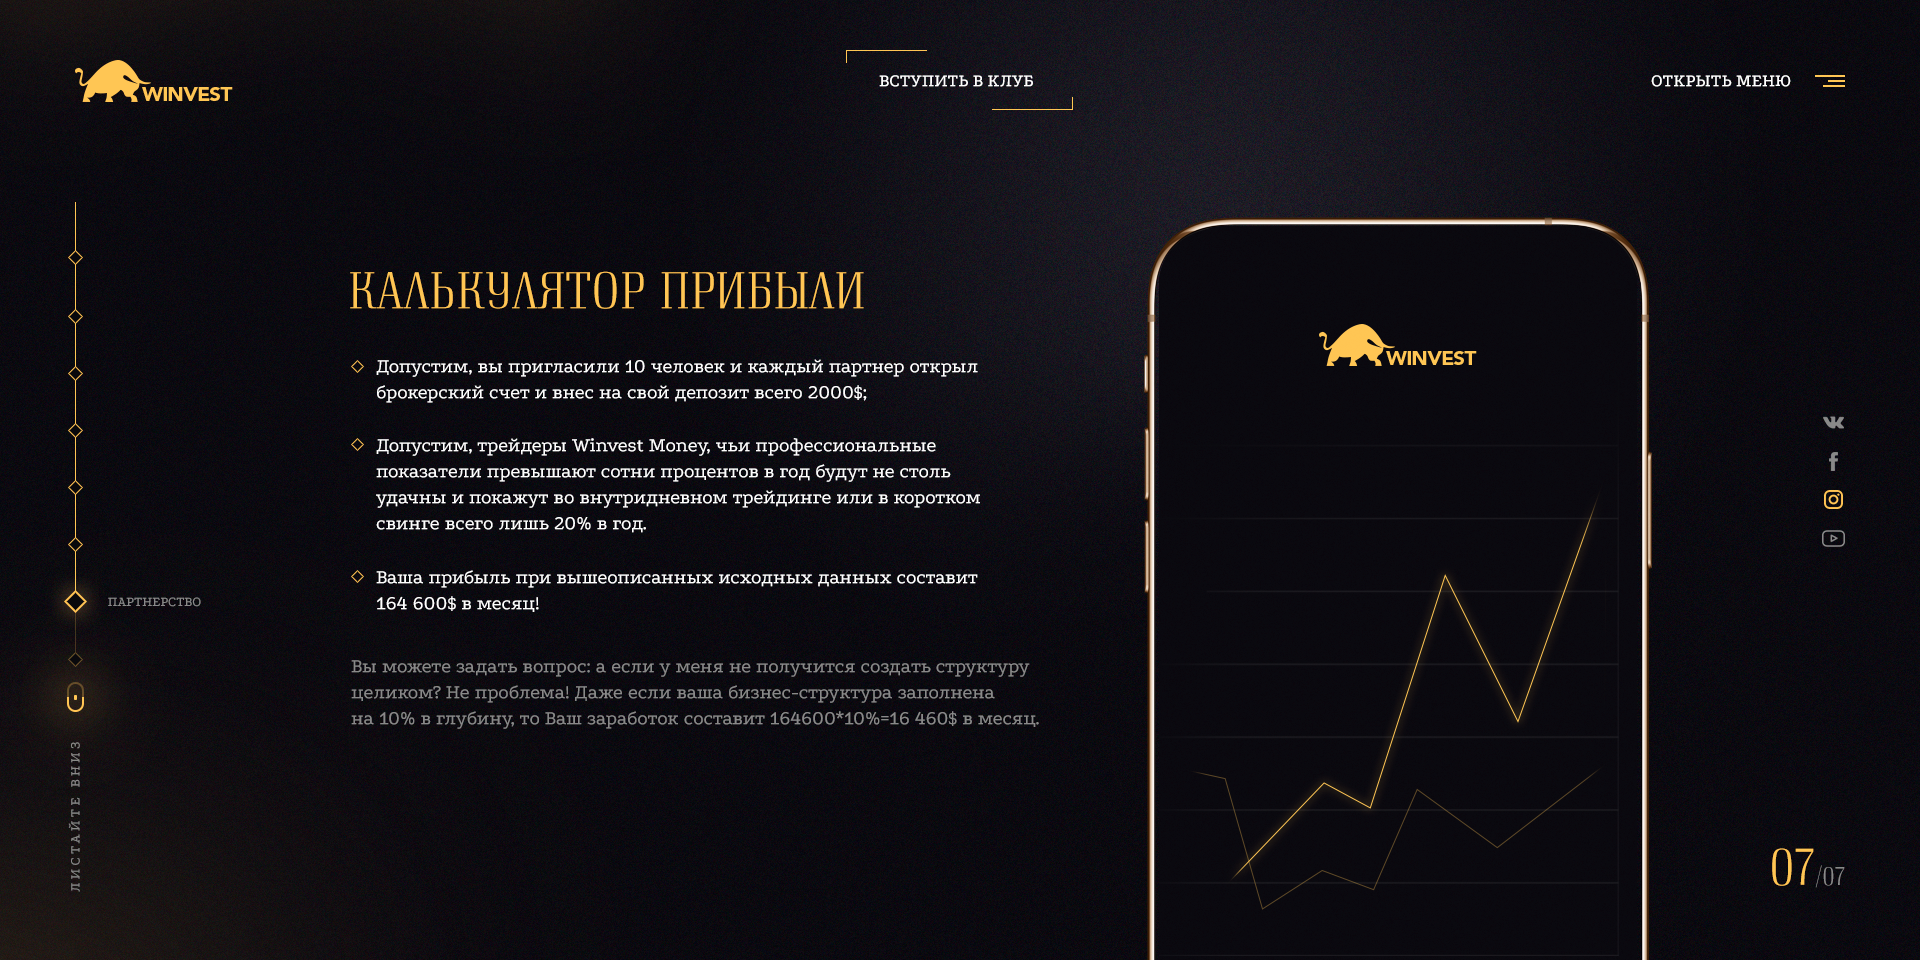 WINVEST
ВСТУПИТЬ В КЛУБ
ОТКРЫТЬ МЕНЮ
КАЛЬКУЛЯТОР ПРИБЫЛИ
Допустим, вы пригласили 10 человек и каждый партнер открыл
брокерский счет и внес на свой депозит всего 2000$;
Допустим, трейдеры Winvest Money, чьи профессиональные
показатели превышают сотни процентов в год будут не столь
удачны и покажут во внутридневном трейдинге или в коротком
свинге всего лишь 20% в год.
Ваша прибыль при вышеописанных исходных данных составит
164 600$ в месяц!
Вы можете задать вопрос: а если у меня не получится создать структуру
целиком? Не проблема! Даже если ваша бизнес-структура заполнена
на 10% в глубину, то Ваш заработок составит 164600*10%=16 460$ в месяц.
ПАРТНЕРСТВО
ЛИСТАЙТЕ ВНИЗ
WINVEST
07/07